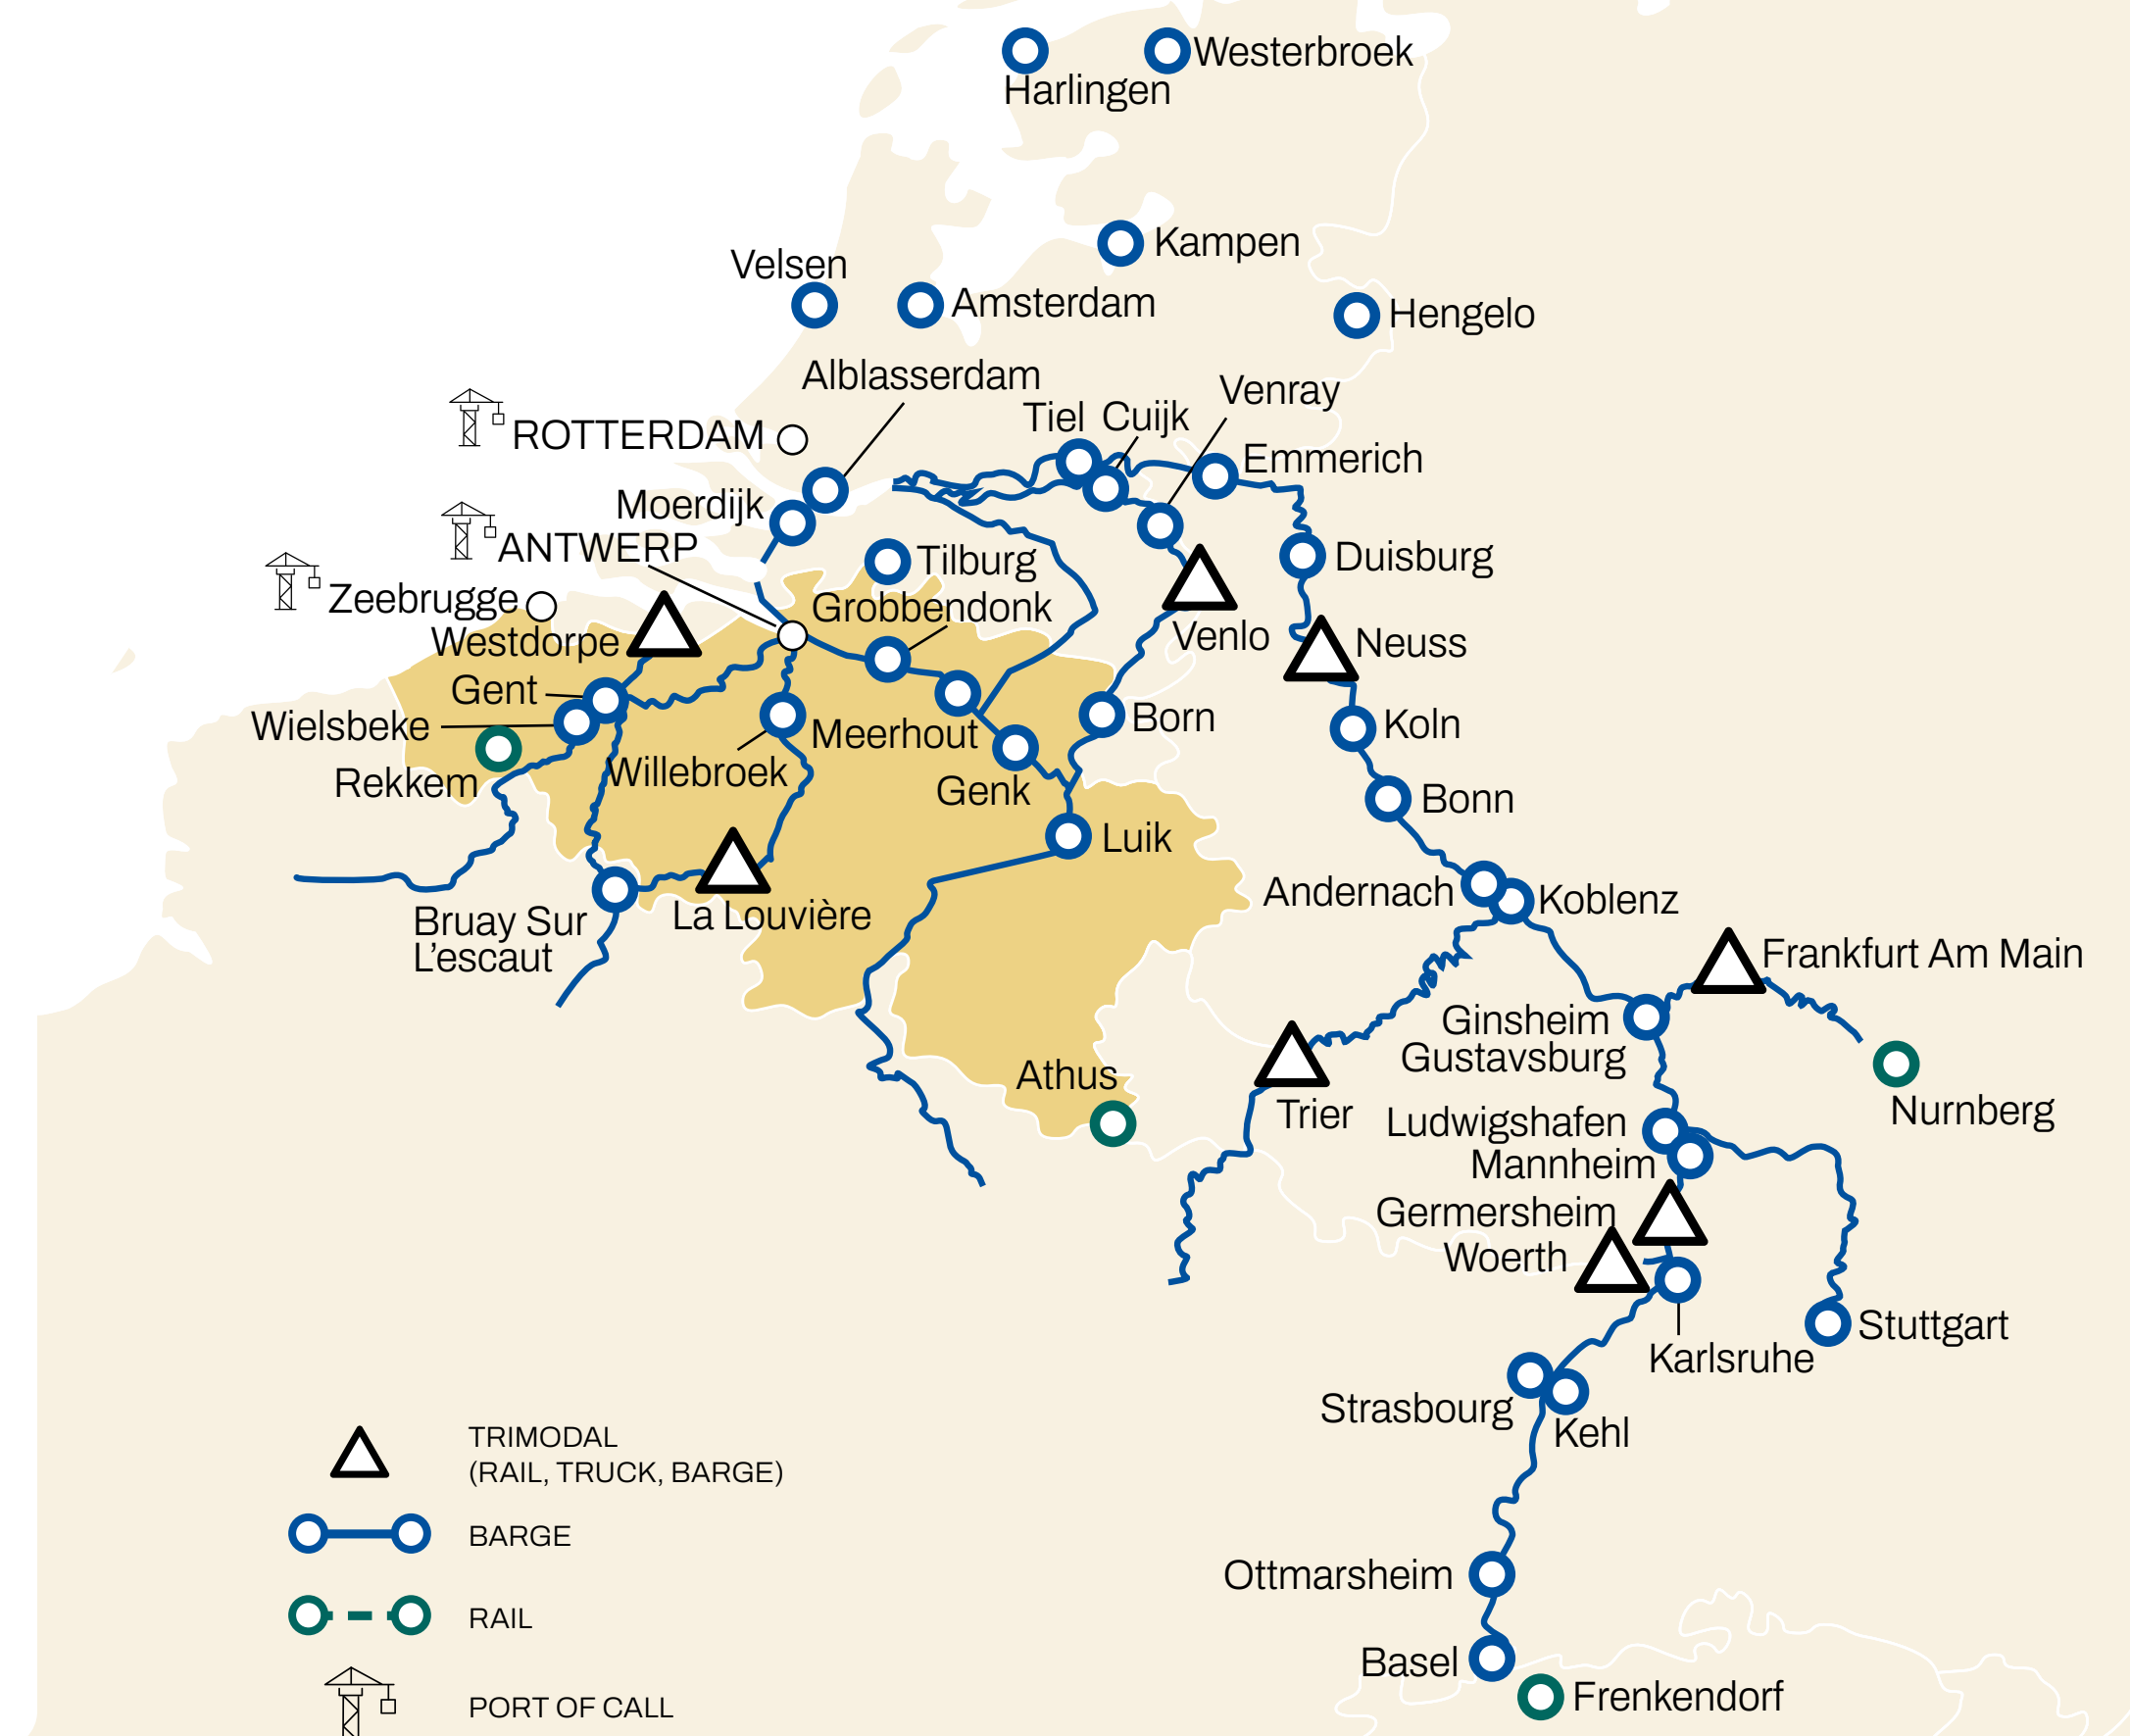 Westerbroek
Harlingen
Kampen
Velsen
Amsterdam
Hengelo
Alblasserdam
Venray
Tiel
Cuijk
ROTTERDAM
Emmerich
Moerdijk
ANTWERP
Tilburg
Duisburg
Zeebrugge
Grobbendonk
Westdorpe
Venlo
Neuss
Gent
Wielsbeke
Meerhout
Born
Koln
Rekkem
Willebroek
Genk
Bonn
Luik
Andernach
Koblenz
Bruay Sur
L'escaut
La Louvière
Frankfurt Am Main
Ginsheim
Gustavsburg
Athus
Trier
Nurnberg
Ludwigshafen
Mannheim
Germersheim
Woerth
Stuttgart
Karlsruhe
Strasbourg
Kehl
TRIMODAL
(RAIL, TRUCK, BARGE)
BARGE
Ottmarsheim
RAIL
Basel
Frenkendorf
PORT OF CALL